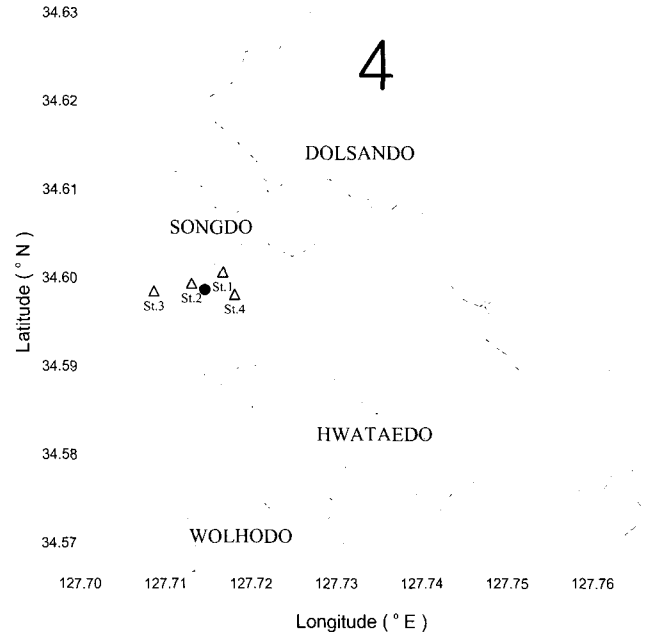 34.63
4
34.62
DOLSANDO
34.61
SONGDO
Latitude ( ° N )
34.60
St.1
St.2
St.3
St.4
34.59
HWATAEDO
34.58
WOLHODO
34.57
127.70 127.71 127.72 127.73 127.74 127.75 127.76
Longitude ( ° E )